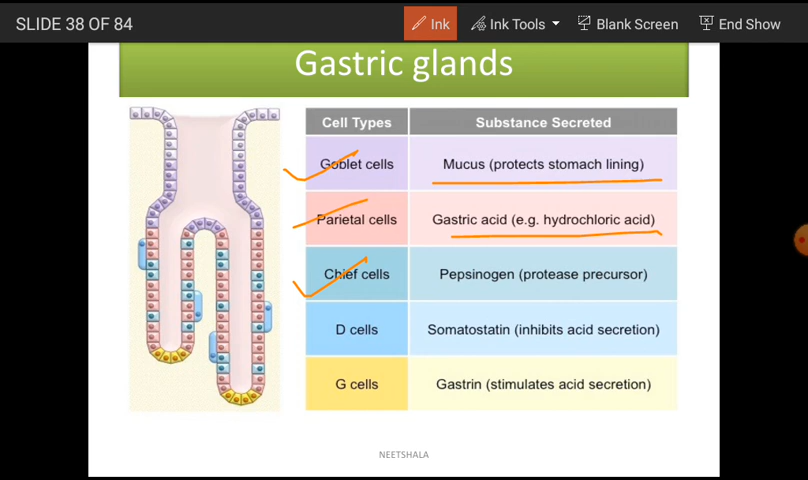 SLIDE 38 OF 84
Ink
Ink Tools
Blank Screen
End Show
Gastric glands
Cell Types Substance Secreted
Goblet cells Mucus (protects stomach lining)
Parietal cells Gastric acid (e.g. hydrochloric acid)
Chief cells Pepsinogen (protease precursor)
D cells Somatostatin (inhibits acid secretion)
G cells Gastrin (stimulates acid secretion)
NEETSHALA